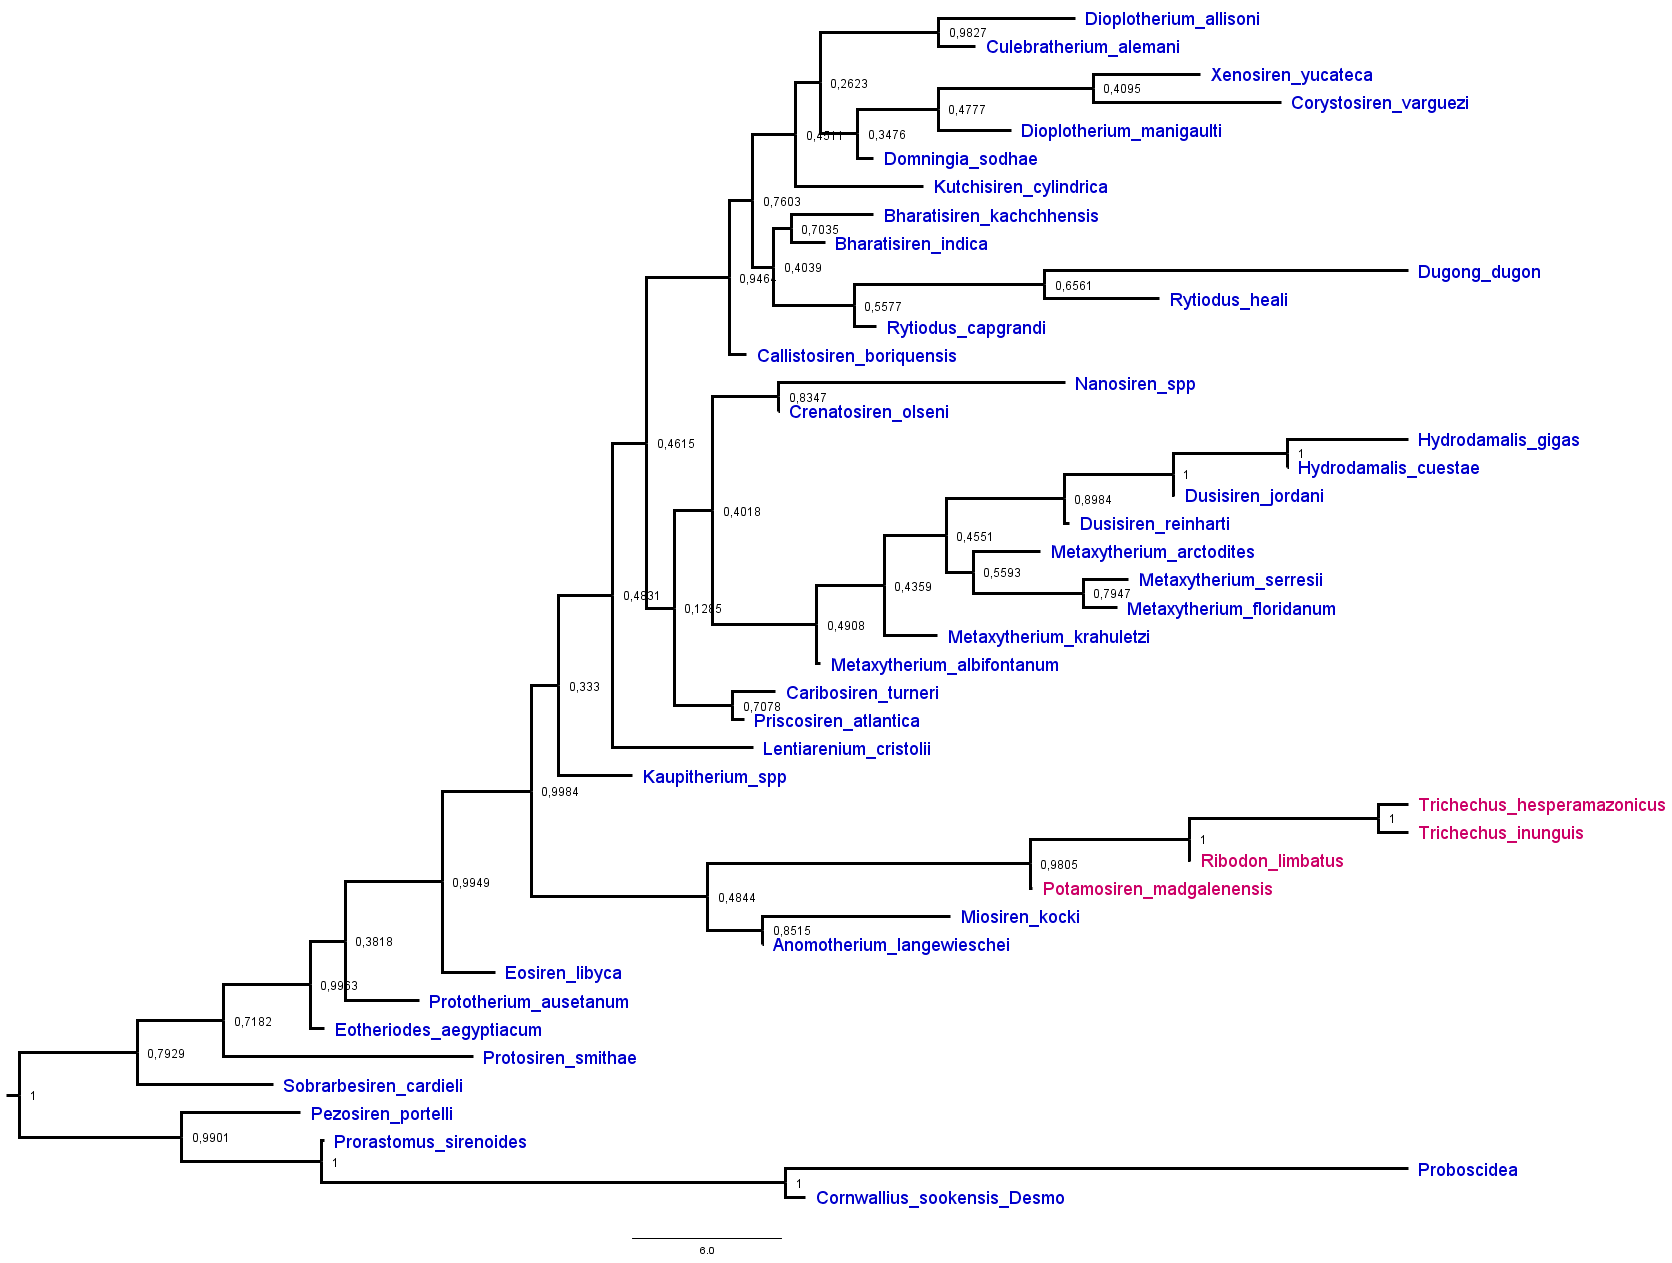 Dioplotherium_allisoni
0,9827
Culebratherium_alemani
Xenosiren_yucateca
0,2623
0,4095
Corystosiren_varguezi
0,4777
Dioplotherium_manigaulti
0,4511
0,3476
Domningia_sodhae
Kutchisiren_cylindrica
0,7603
Bharatisiren_kachchhensis
0,7035
Bharatisiren_indica
0,4039
Dugong_dugon
0,9464
0,6561
Rytiodus_heali
0,5577
Rytiodus_capgrandi
Callistosiren_boriquensis
Nanosiren_spp
0,8347
Crenatosiren_olseni
Hydrodamalis_gigas
0,4615
1
Hydrodamalis_cuestae
1
Dusisiren_jordani
0,8984
0,4018
Dusisiren_reinharti
0,4551
Metaxytherium_arctodites
0,5593
Metaxytherium_serresii
0,4359
0,7947
0,4831
0,1285
Metaxytherium_floridanum
0,4908
Metaxytherium_krahuletzi
Metaxytherium_albifontanum
0,333
Caribosiren_turneri
0,7078
Priscosiren_atlantica
Lentiarenium_cristolii
Kaupitherium_spp
0,9984
Trichechus_hesperamazonicus
1
Trichechus_inunguis
1
Ribodon_limbatus
0,9805
Potamosiren_madgalenensis
0,9949
0,4844
Miosiren_kocki
0,8515
Anomotherium_langewieschei
0,3818
Eosiren_libyca
0,9963
Prototherium_ausetanum
0,7182
Eotheriodes_aegyptiacum
0,7929
Protosiren_smithae
Sobrarbesiren_cardieli
1
Pezosiren_portelli
0,9901
Prorastomus_sirenoides
1
Proboscidea
1
Cornwallius_sookensis_Desmo
6.0